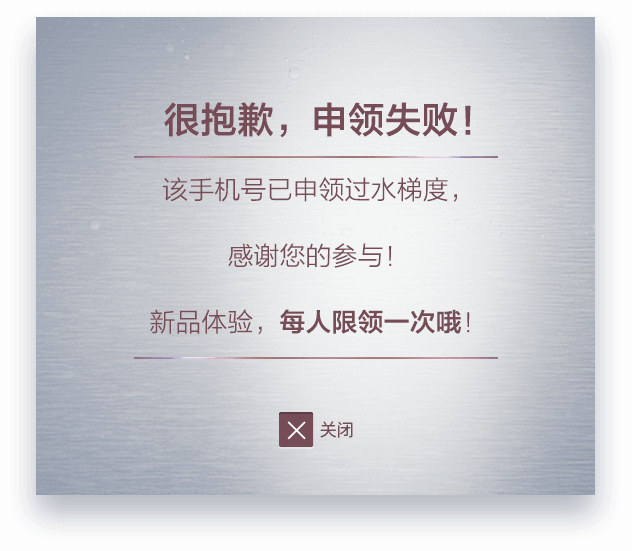 很抱歉，申领失败！
该手机号已申领过水梯度，
感谢您的参与！
新品体验，每人限领一次哦！
关闭